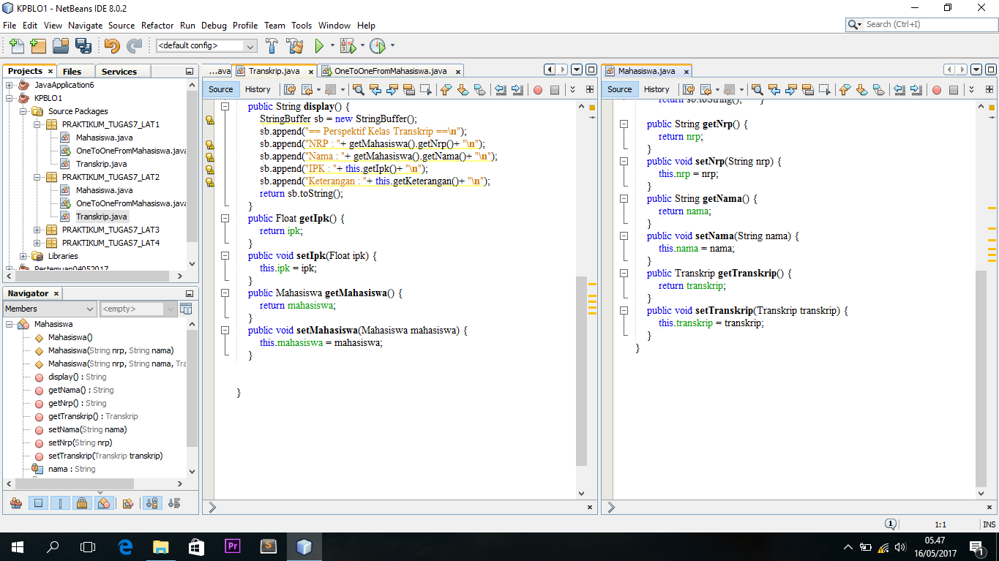 KPBLO1 - NetBeans IDE 8.0.2
File Edit View Navigate Source Refactor Run Debug Profile Team Tools Window Help
Search (Ctrl+I)
<default config>
Projects Files Services
JavaApplication6
KPBLO1
Source Packages
PRAKTIKUM_TUGAS7_LAT1
Mahasiswa.java
OneToOneFromMahasiswa.java
Transkrip.java
PRAKTIKUM_TUGAS7_LAT2
Mahasiswa.java
OneToOneFromMahasiswa.java
Transkrip.java
PRAKTIKUM_TUGAS7_LAT3
PRAKTIKUM_TUGAS7_LAT4
Libraries
Pertemuan04052017
Navigator
Members
<empty>
Mahasiswa
Mahasiswa()
Mahasiswa(String nrp, String nama)
Mahasiswa(String nrp, String nama, Tra
display() : String
getNama() : String
getNrp() : String
getTranskrip() : Transkrip
setNama(String nama)
setNrp(String nrp)
setTranskrip(Transkrip transkrip)
nama : String
...ava Transkrip.java OneToOneFromMahasiswa.java
Source History
public String display() {
StringBuffer sb = new StringBuffer();
sb.append("== Perspektif Kelas Transkrip ==\n");
sb.append("NRP : "+ getMahasiswa().getNrp()+ "\n");
sb.append("Nama : "+ getMahasiswa().getNama()+ "\n");
sb.append("IPK : "+ this.getIpk()+ "\n");
sb.append("Keterangan : "+ this.getKeterangan()+ "\n");
return sb.toString();
}
public Float getIpk() {
return ipk;
}
public void setIpk(Float ipk) {
this.ipk = ipk;
}
public Mahasiswa getMahasiswa() {
return mahasiswa;
}
public void setMahasiswa(Mahasiswa mahasiswa) {
this.mahasiswa = mahasiswa;
}
}
Mahasiswa.java
Source History
return sb.toString(); }
public String getNrp() {
return nrp;
}
public void setNrp(String nrp) {
this.nrp = nrp;
}
public String getNama() {
return nama;
}
public void setNama(String nama) {
this.nama = nama;
}
public Transkrip getTranskrip() {
return transkrip;
}
public void setTranskrip(Transkrip transkrip) {
this.transkrip = transkrip;
}
}
1
1:1
INS
Pr
S
05.47
16/05/2017
1